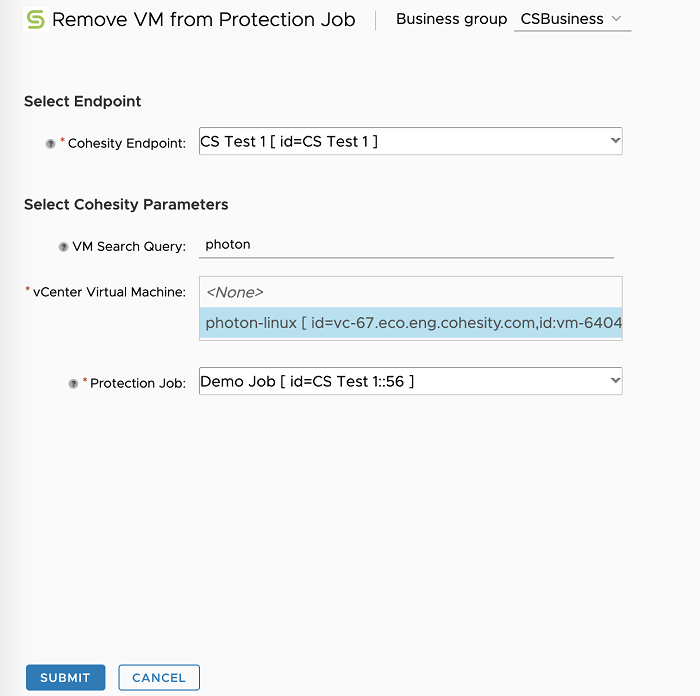 Remove VM from Protection Job Business group CSBusiness
Select Endpoint
* Cohesity Endpoint: CS Test 1 [ id=CS Test 1 ]
Select Cohesity Parameters
VM Search Query: photon
* vCenter Virtual Machine: <None>
photon-linux [ id=vc-67.eco.eng.cohesity.com,id:vm-6404
* Protection Job: Demo Job [ id=CS Test 1::56 ]
SUBMIT CANCEL